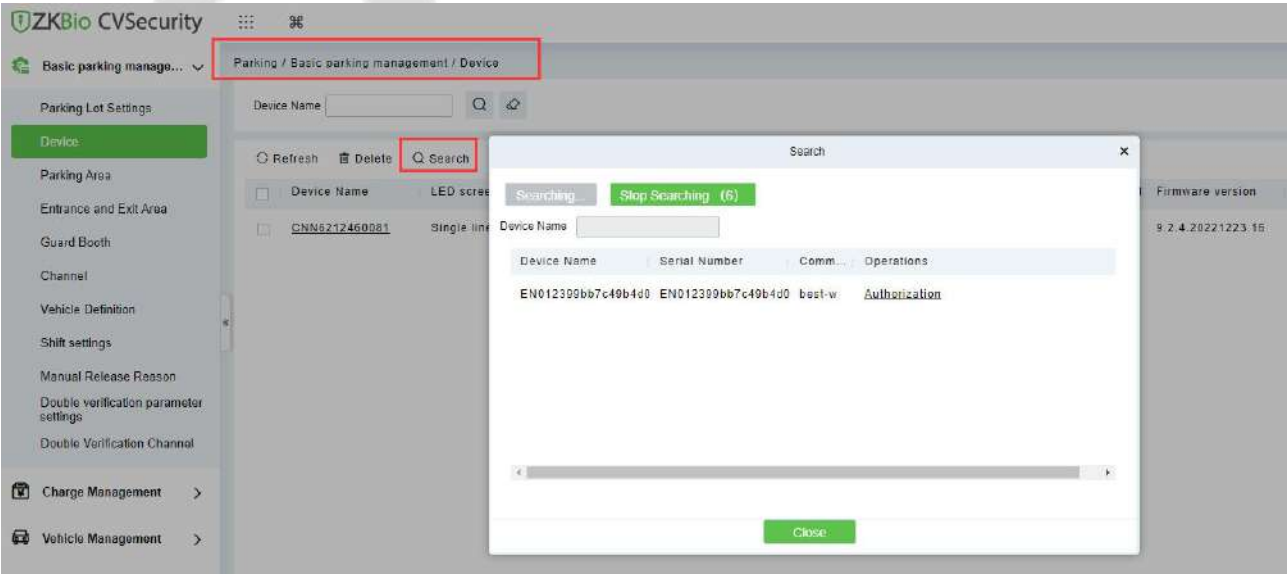 ZKBio CVSecurity
Basic parking manage...
Parking Lot Settings
Device
Parking Area
Entrance and Exit Area
Guard Booth
Channel
Vehicle Definition
Shift settings
Manual Release Reason
Double verification parameter
settings
Double Verification Channel
Charge Management
Vehicle Management
Parking / Basic parking management / Device
Device Name
Refresh Delete Search
Device Name LED scree Firmware version
CNN6212460081 Single line 9.2.4.20221223.16
Search
Searching... Stop Searching (6)
Device Name
Device Name Serial Number Comm... Operations
EN012399bb7c49b4d0 EN012399bb7c49b4d0 best-w Authorization
Close